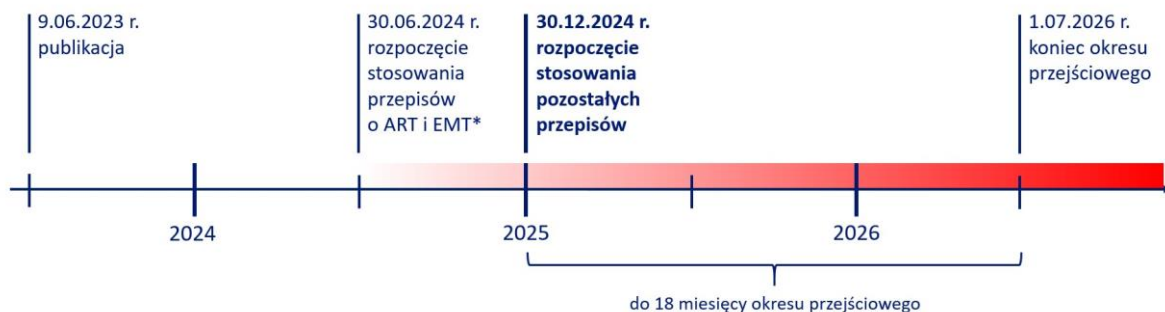 9.06.2023 r.
publikacja
30.06.2024 r.
rozpoczęcie
stosowania
przepisów
o ART i EMT*
30.12.2024 r.
rozpoczęcie
stosowania
pozostałych
przepisów
1.07.2026 r.
koniec okresu
przejściowego
2024
2025
2026
do 18 miesięcy okresu przejściowego